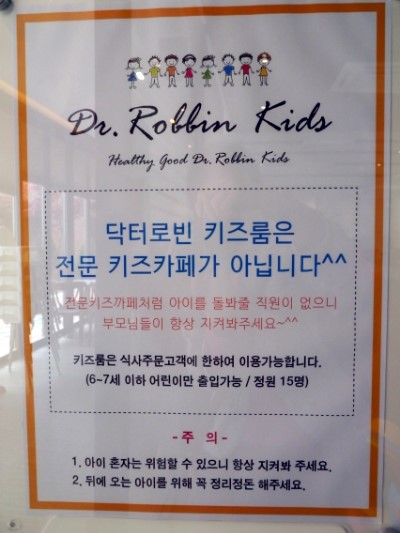 Dr. Robbin Kids
Healthy Good Dr. Robbin Kids
닥터로빈 키즈룸은
전문 키즈카페가 아닙니다^^
전문키즈까페처럼 아이를 돌봐줄 직원이 없으니
부모님들이 항상 지켜봐주세요~^^
키즈룸은 식사주문고객에 한하여 이용가능합니다.
(6~7세 이하 어린이만 출입가능 / 정원 15명)
- 주 의 -
1. 아이 혼자는 위험할 수 있으니 항상 지켜봐 주세요.
2. 뒤에 오는 아이를 위해 꼭 정리정돈 해주세요.